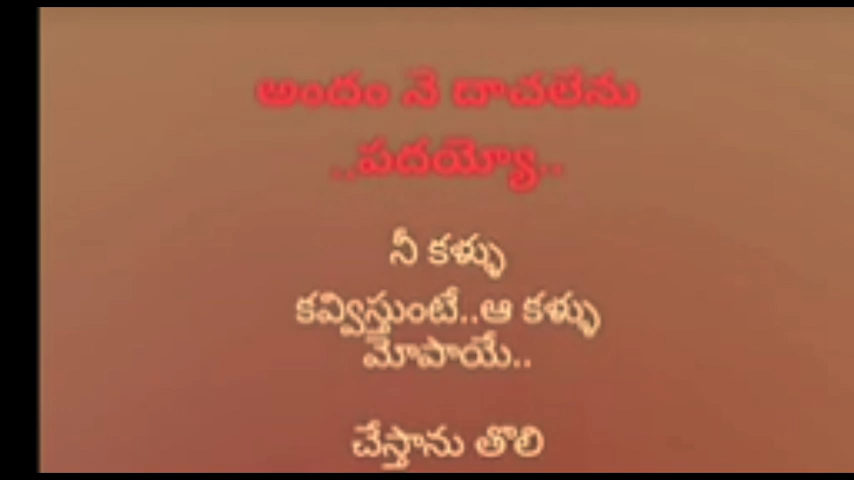 అందం నె దాచలేను
..పదయ్యో..
నీ కళ్ళు
కవ్విస్తుంటే..ఆ కళ్ళు
మోపాయే..
చేస్తాను తొలి